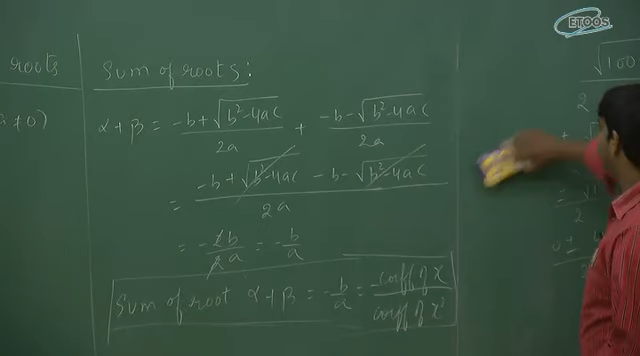 ETOOS
roots
≠ 0)
Sum of roots:
α+β = (-b+√(b²-4ac))/2a + (-b-√(b²-4ac))/2a
= (-b+√(b²-4ac) -b-√(b²-4ac))/2a
= -2b/2a = -b/a
Sum of root α+β = -b/a = -coeff of x/coeff of x²
√100
2